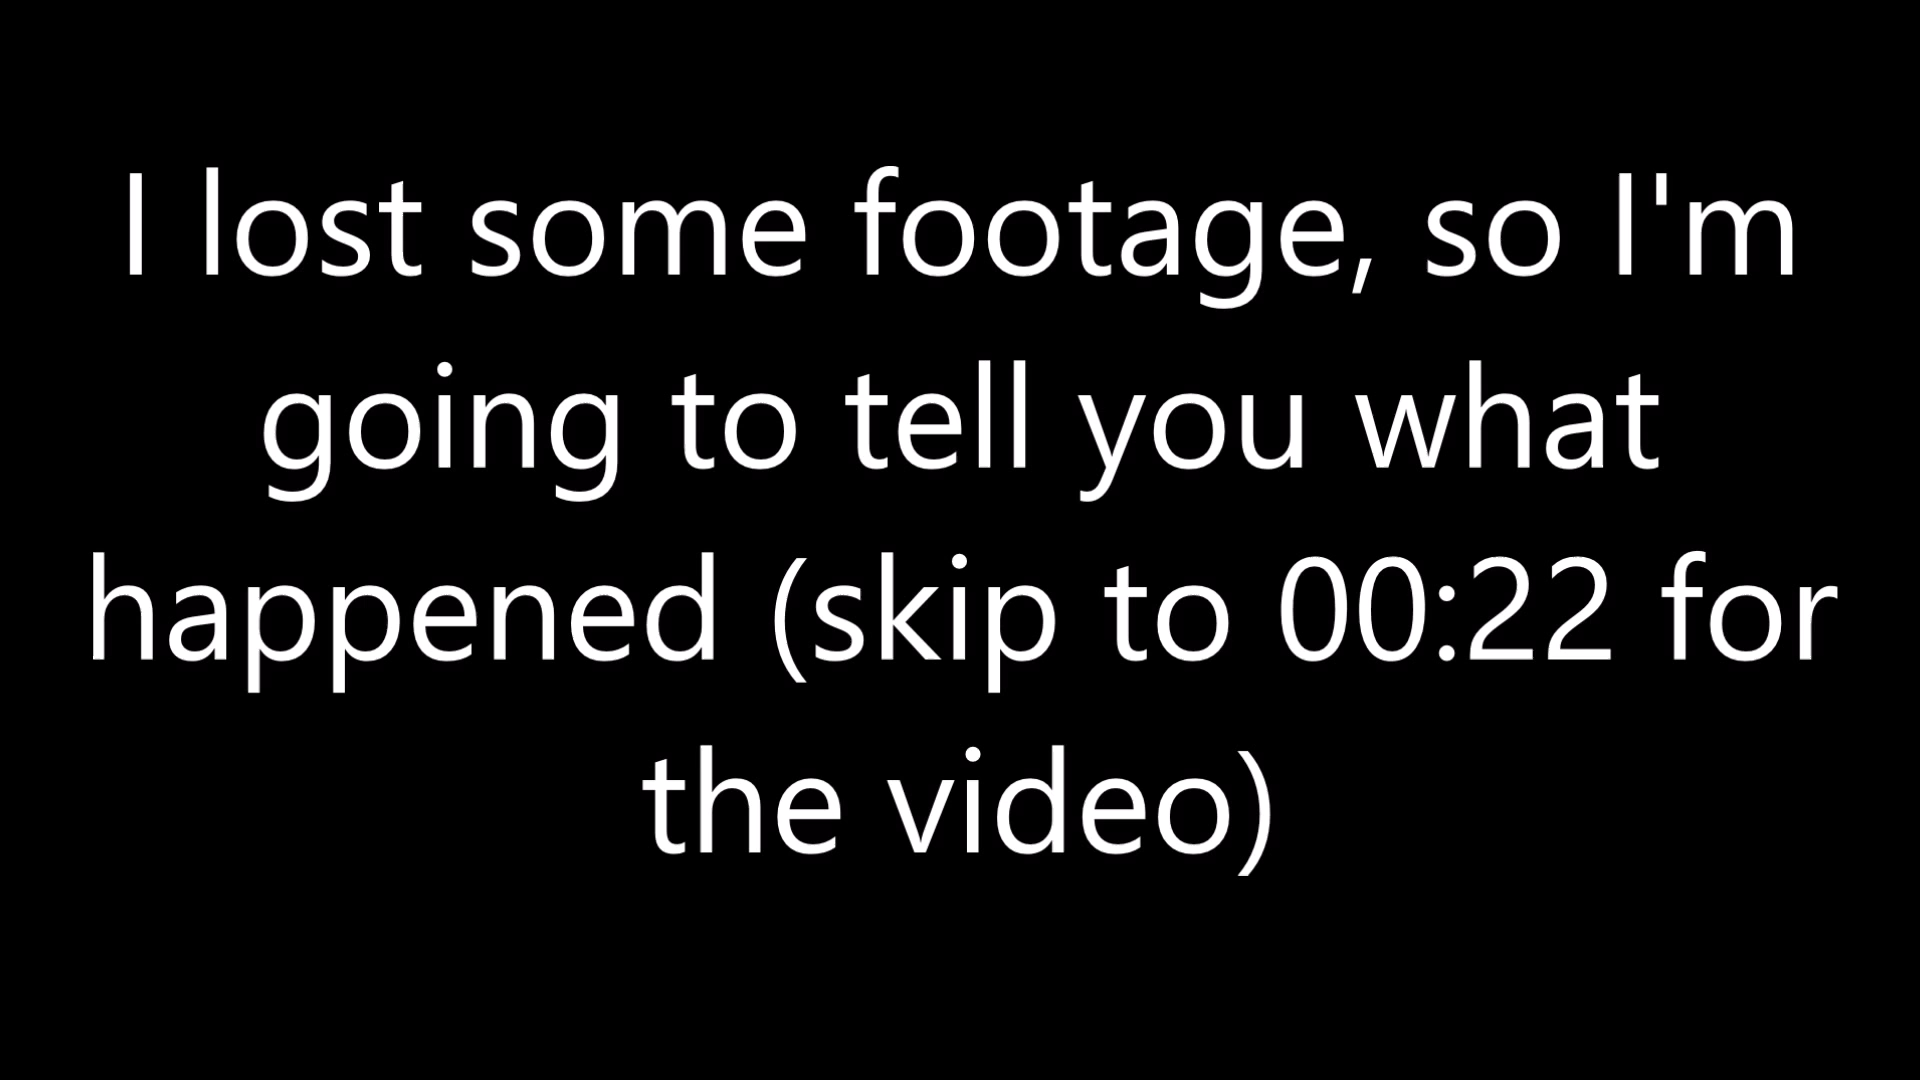 I lost some footage, so I'm
going to tell you what
happened (skip to 00:22 for
the video)